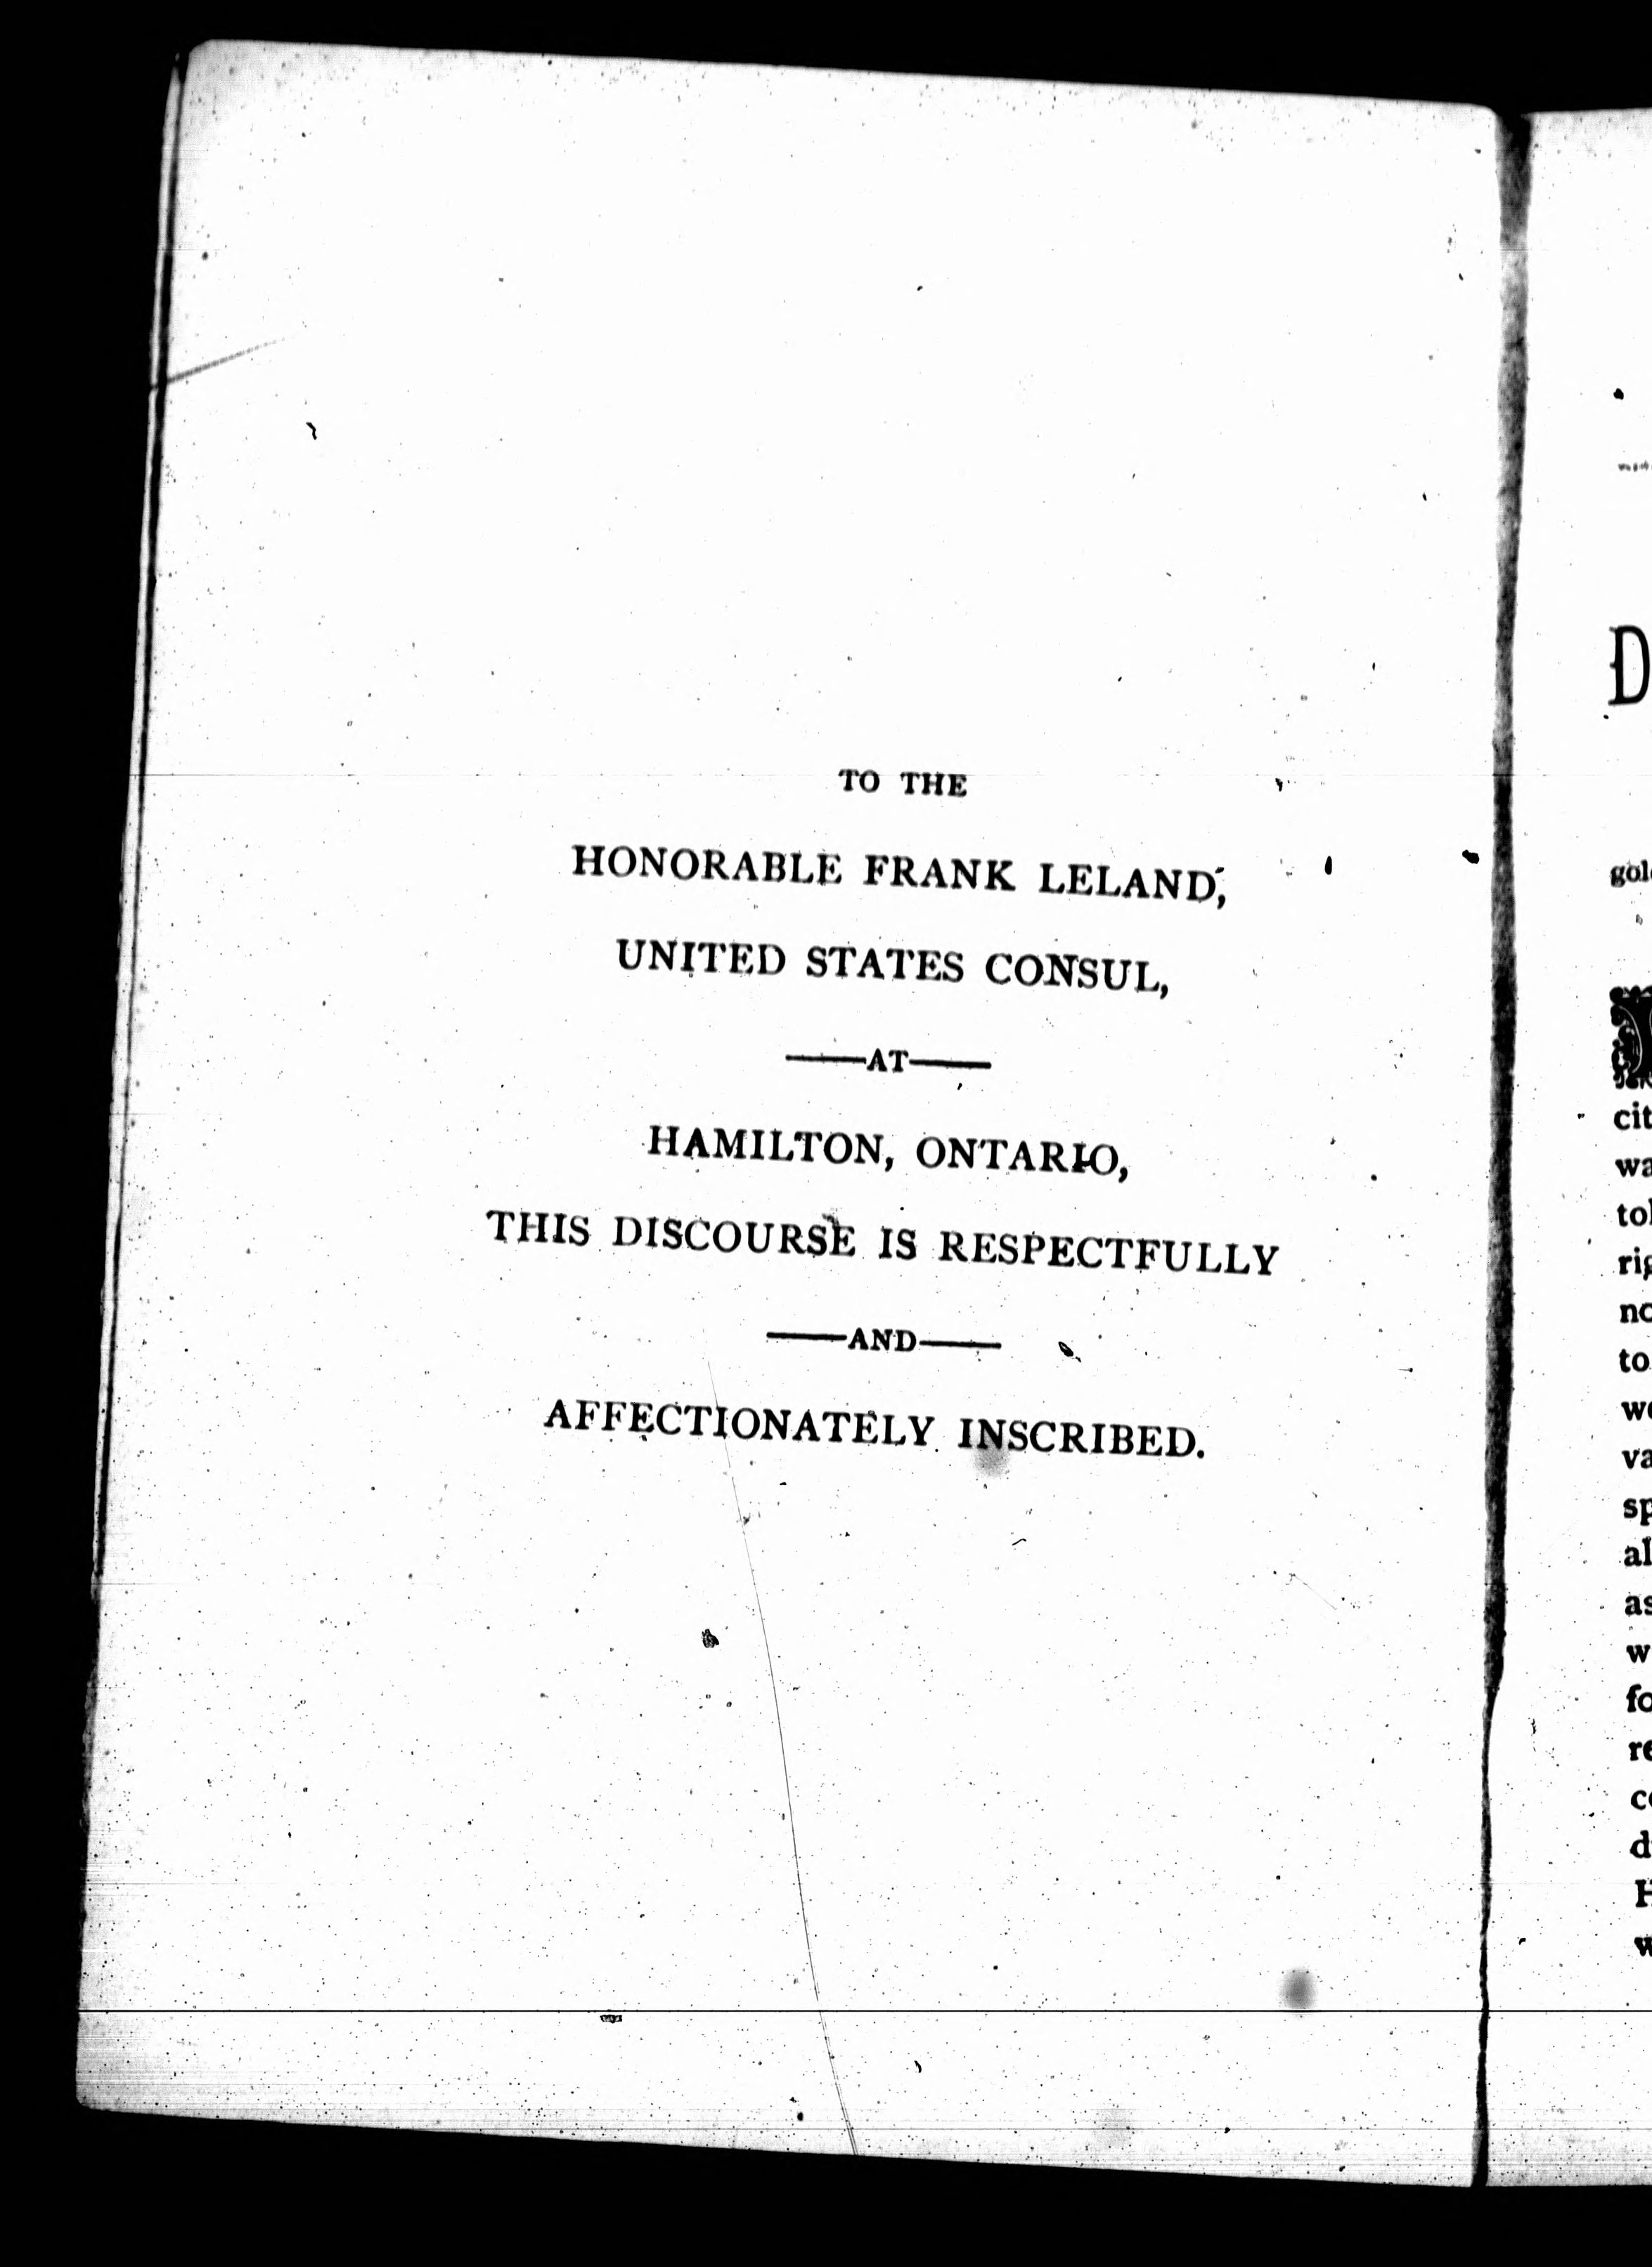 TO THE
HONORABLE FRANK LELAND,
UNITED STATES CONSUL,
——AT——
HAMILTON, ONTARIO,
THIS DISCOURSE IS RESPECTFULLY
——AND——
AFFECTIONATELY INSCRIBED.